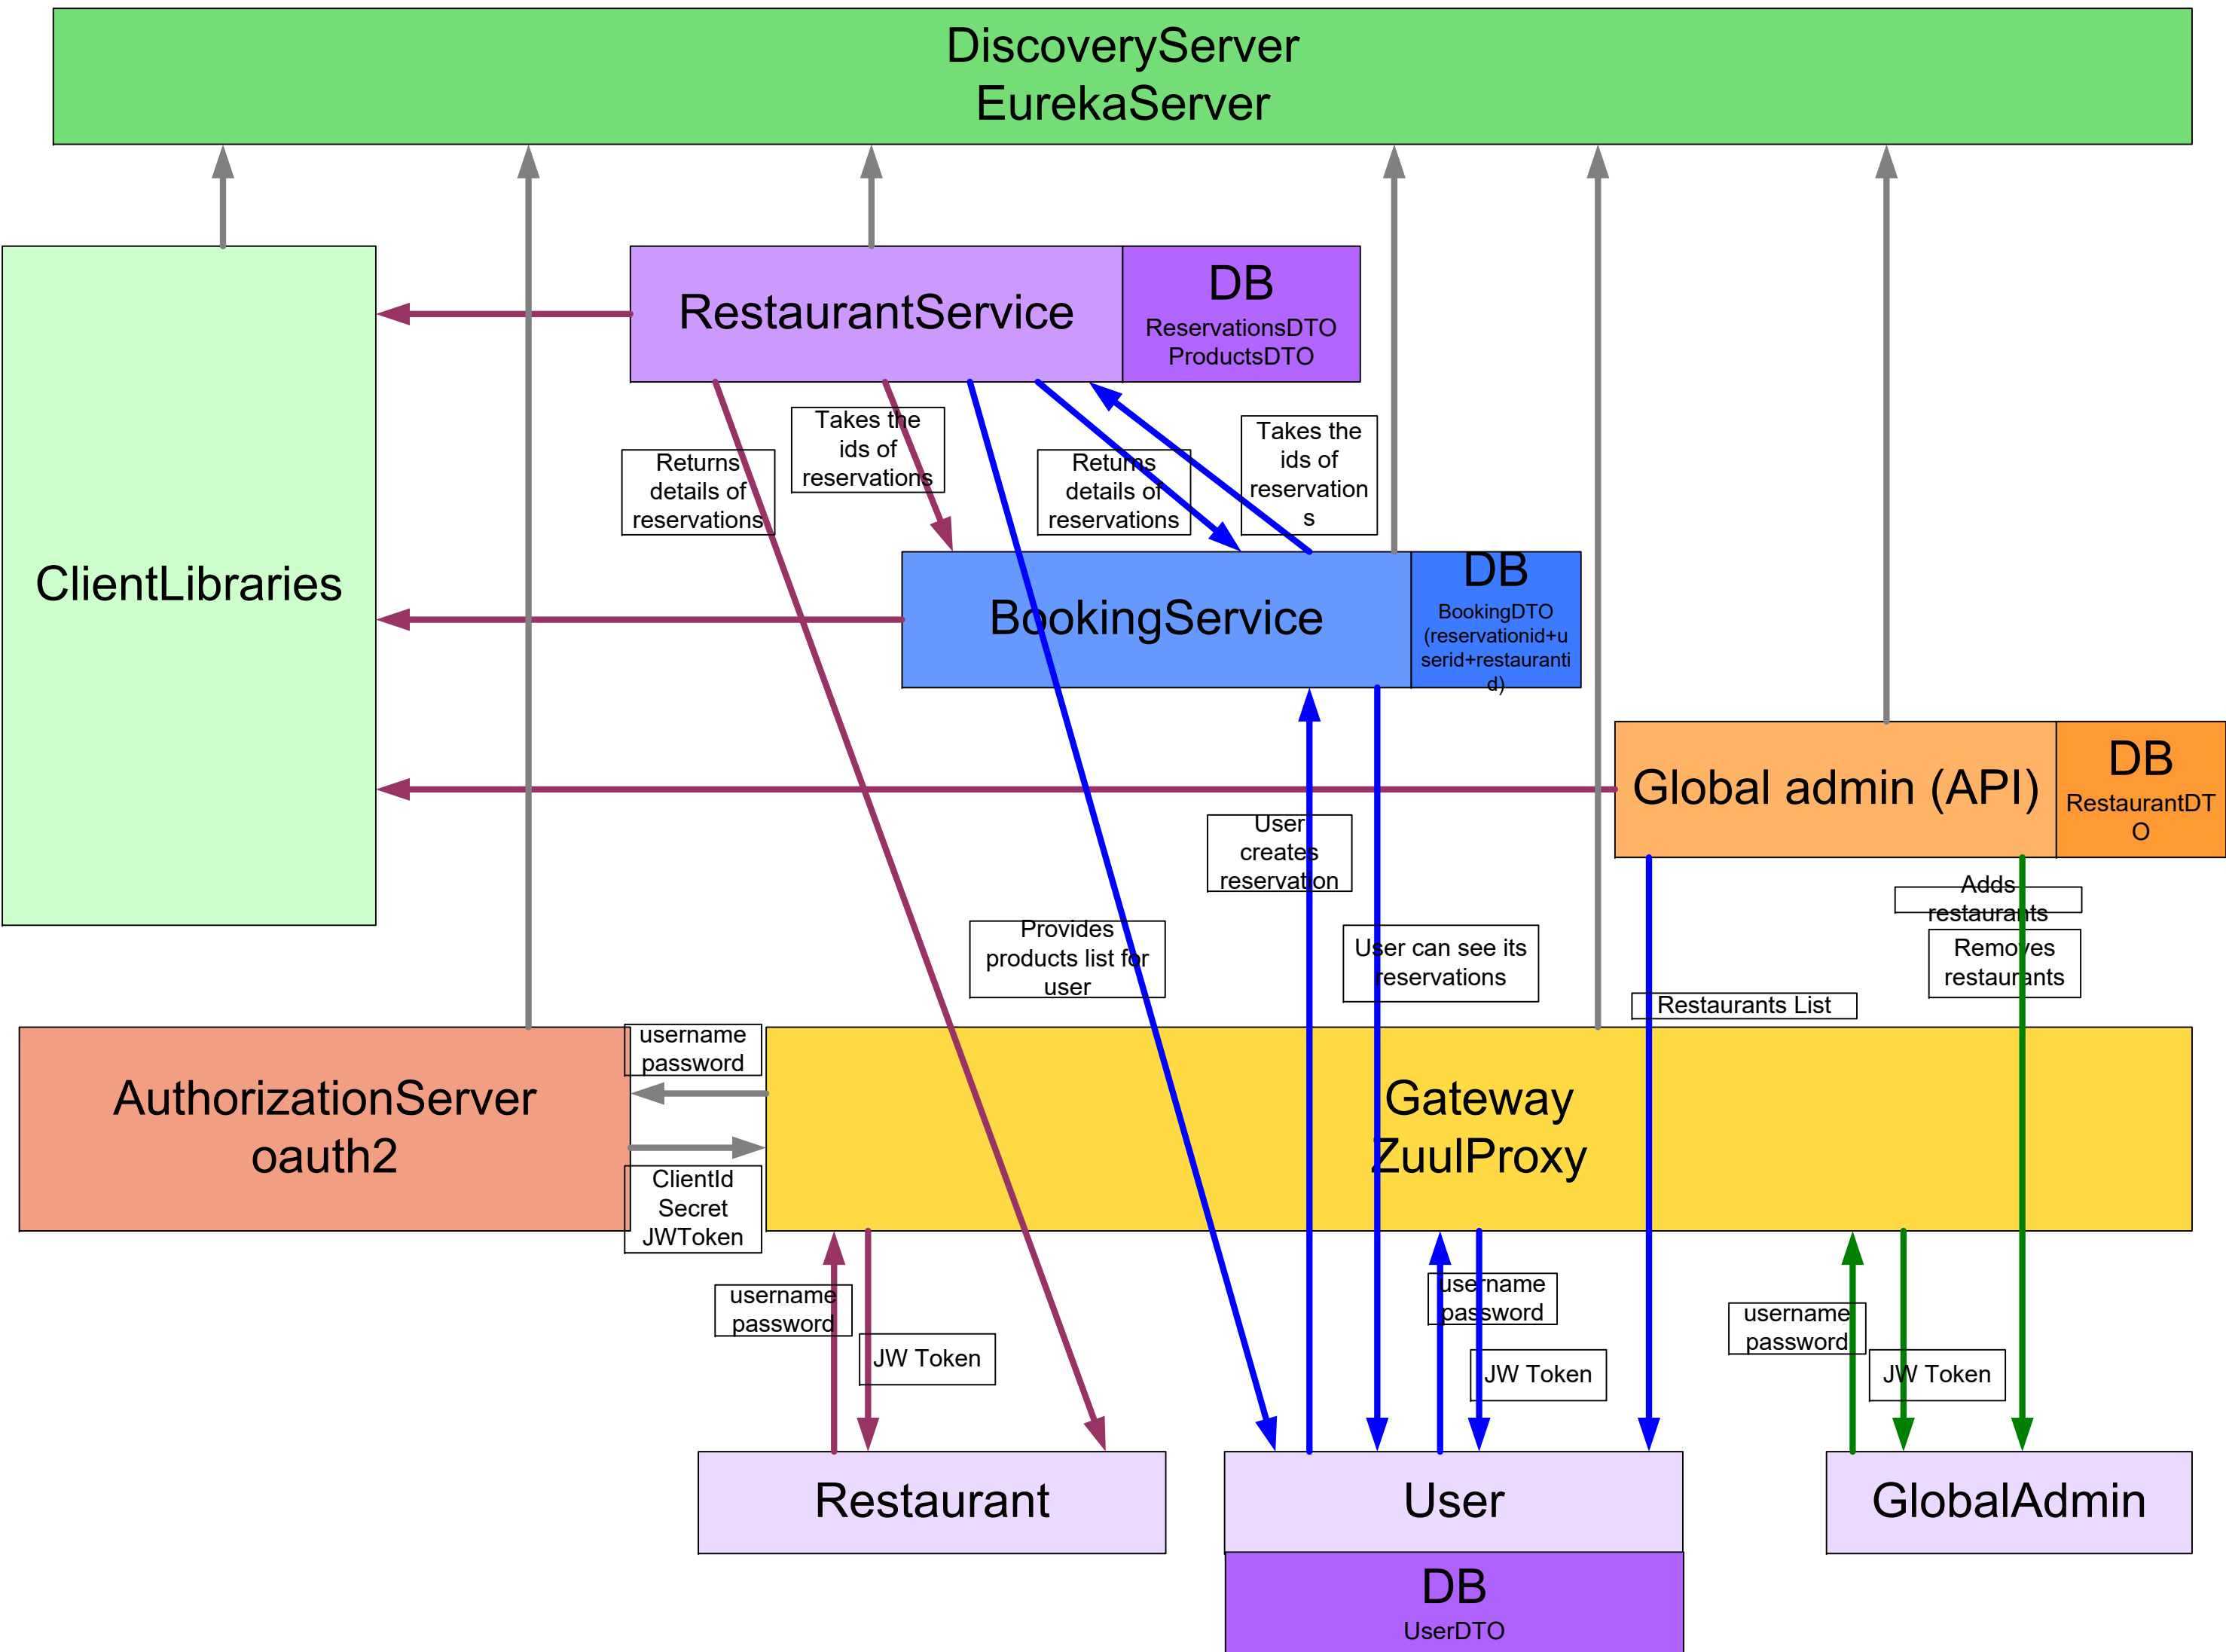 DiscoveryServer
EurekaServer
RestaurantService
DB
ReservationsDTO
ProductsDTO
Takes the
ids of
reservations
Returns
details of
reservations
Returns
details of
reservations
Takes the
ids of
reservation
s
ClientLibraries
BookingService
DB
BookingDTO
(reservationid+u
serid+restauranti
d)
Global admin (API)
DB
RestaurantDT
O
User
creates
reservation
Adds
restaurants
Provides
products list for
user
User can see its
reservations
Removes
restaurants
Restaurants List
username
password
AuthorizationServer
oauth2
Gateway
ZuulProxy
ClientId
Secret
JWToken
username
password
JW Token
username
password
JW Token
username
password
JW Token
Restaurant
User
GlobalAdmin
DB
UserDTO